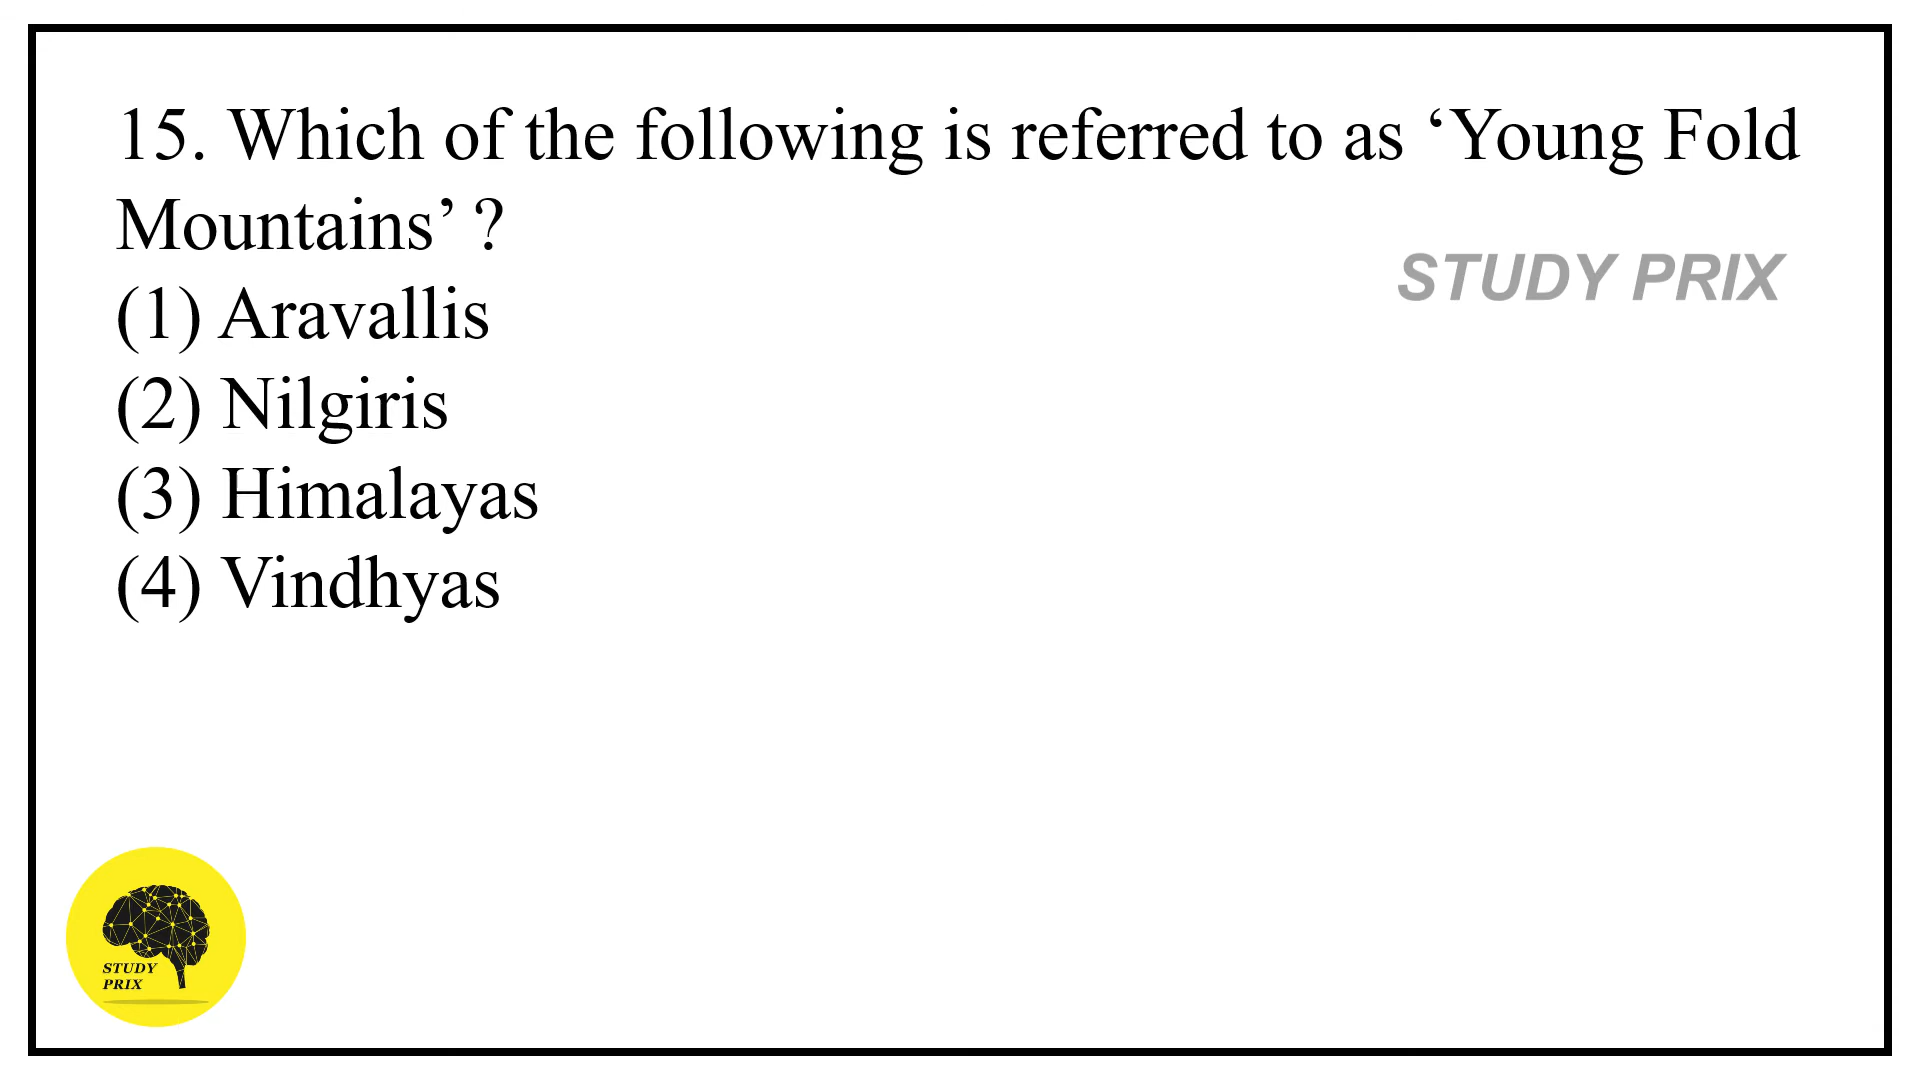 15. Which of the following is referred to as ‘Young Fold
Mountains’ ?
STUDY PRIX
(1) Aravallis
(2) Nilgiris
(3) Himalayas
(4) Vindhyas
STUDY
PRIX